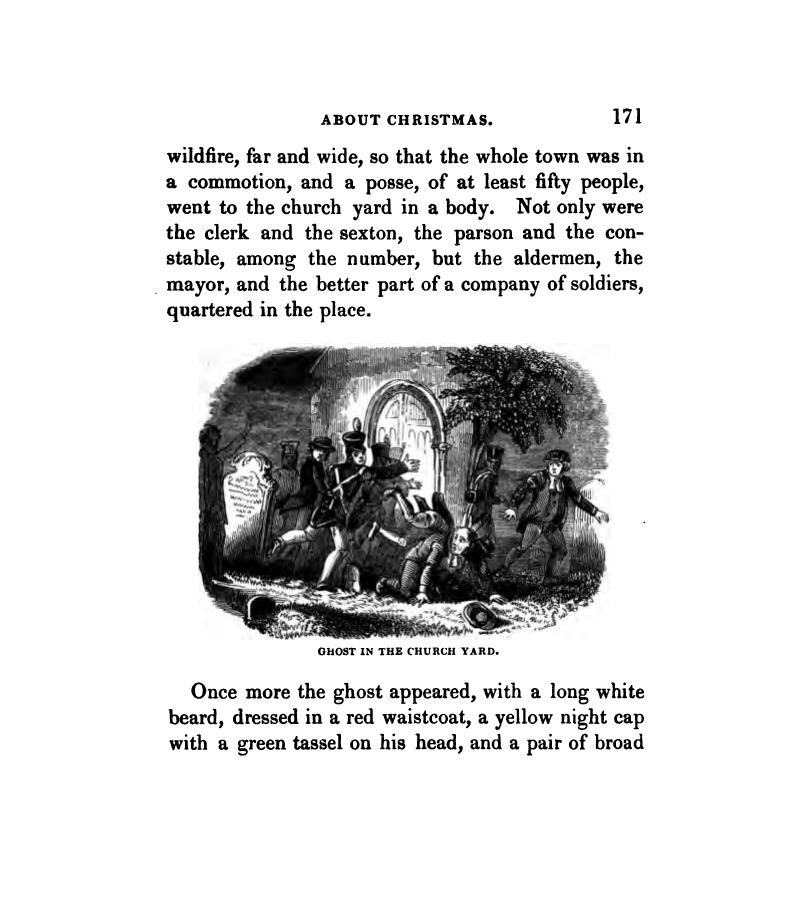 ABOUT CHRISTMAS. 171
wildfire, far and wide, so that the whole town was in
a commotion, and a posse, of at least fifty people,
went to the church yard in a body. Not only were
the clerk and the sexton, the parson and the con-
stable, among the number, but the aldermen, the
mayor, and the better part of a company of soldiers,
quartered in the place.
GHOST IN THE CHURCH YARD.
Once more the ghost appeared, with a long white
beard, dressed in a red waistcoat, a yellow night cap
with a green tassel on his head, and a pair of broad